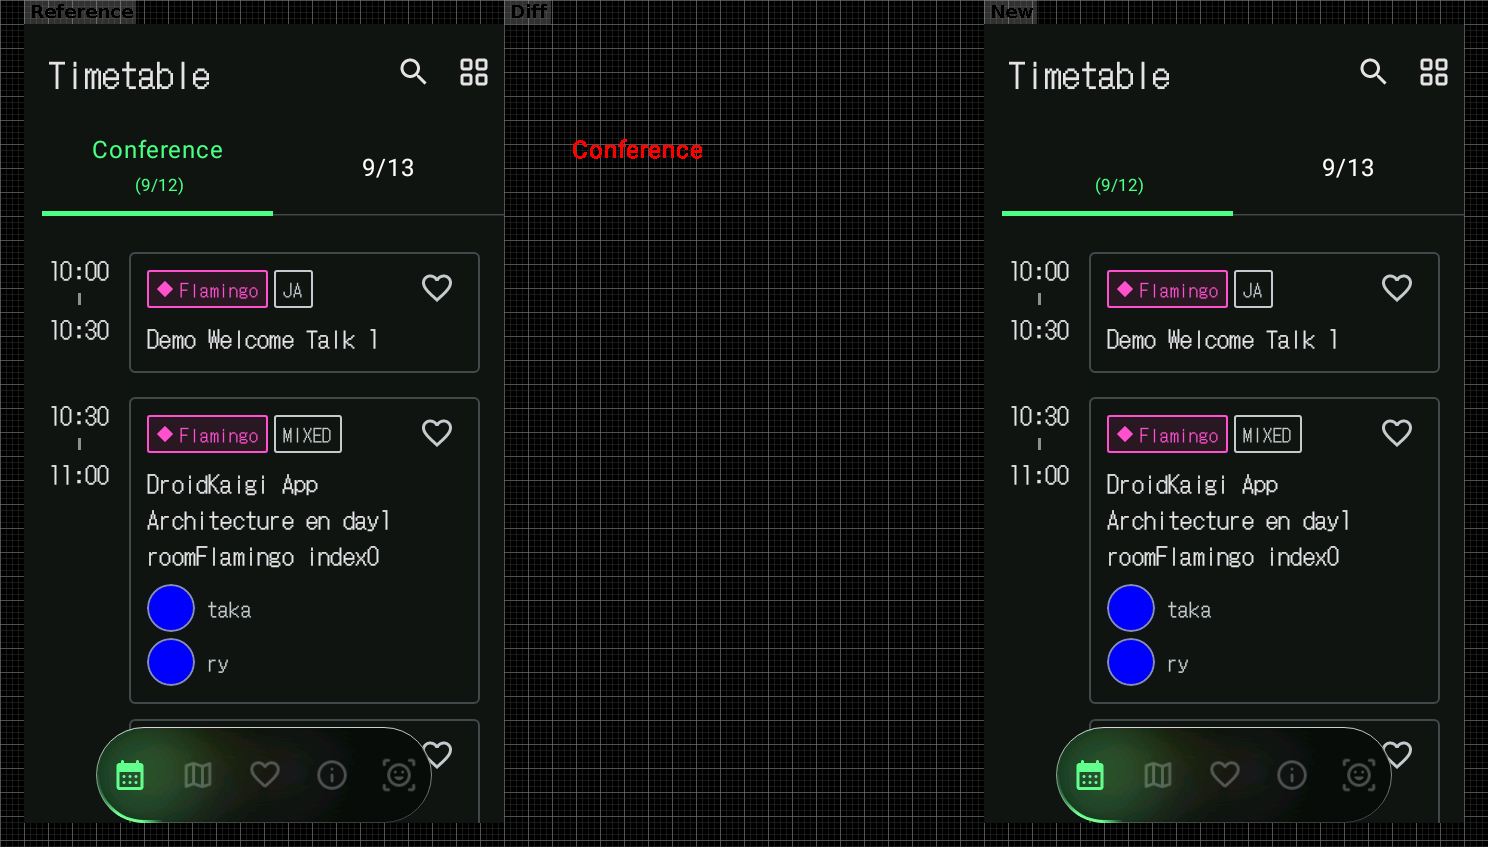 Reference
Timetable
Conference
(9/12)
9/13
10:00
10:30
Flamingo
JA
Demo Welcome Talk 1
10:30
11:00
Flamingo
MIXED
DroidKaigi App
Architecture en day1
roomFlamingo index0
taka
ry
Diff
Conference
New
Timetable
(9/12)
9/13
10:00
10:30
Flamingo
JA
Demo Welcome Talk 1
10:30
11:00
Flamingo
MIXED
DroidKaigi App
Architecture en day1
roomFlamingo index0
taka
ry